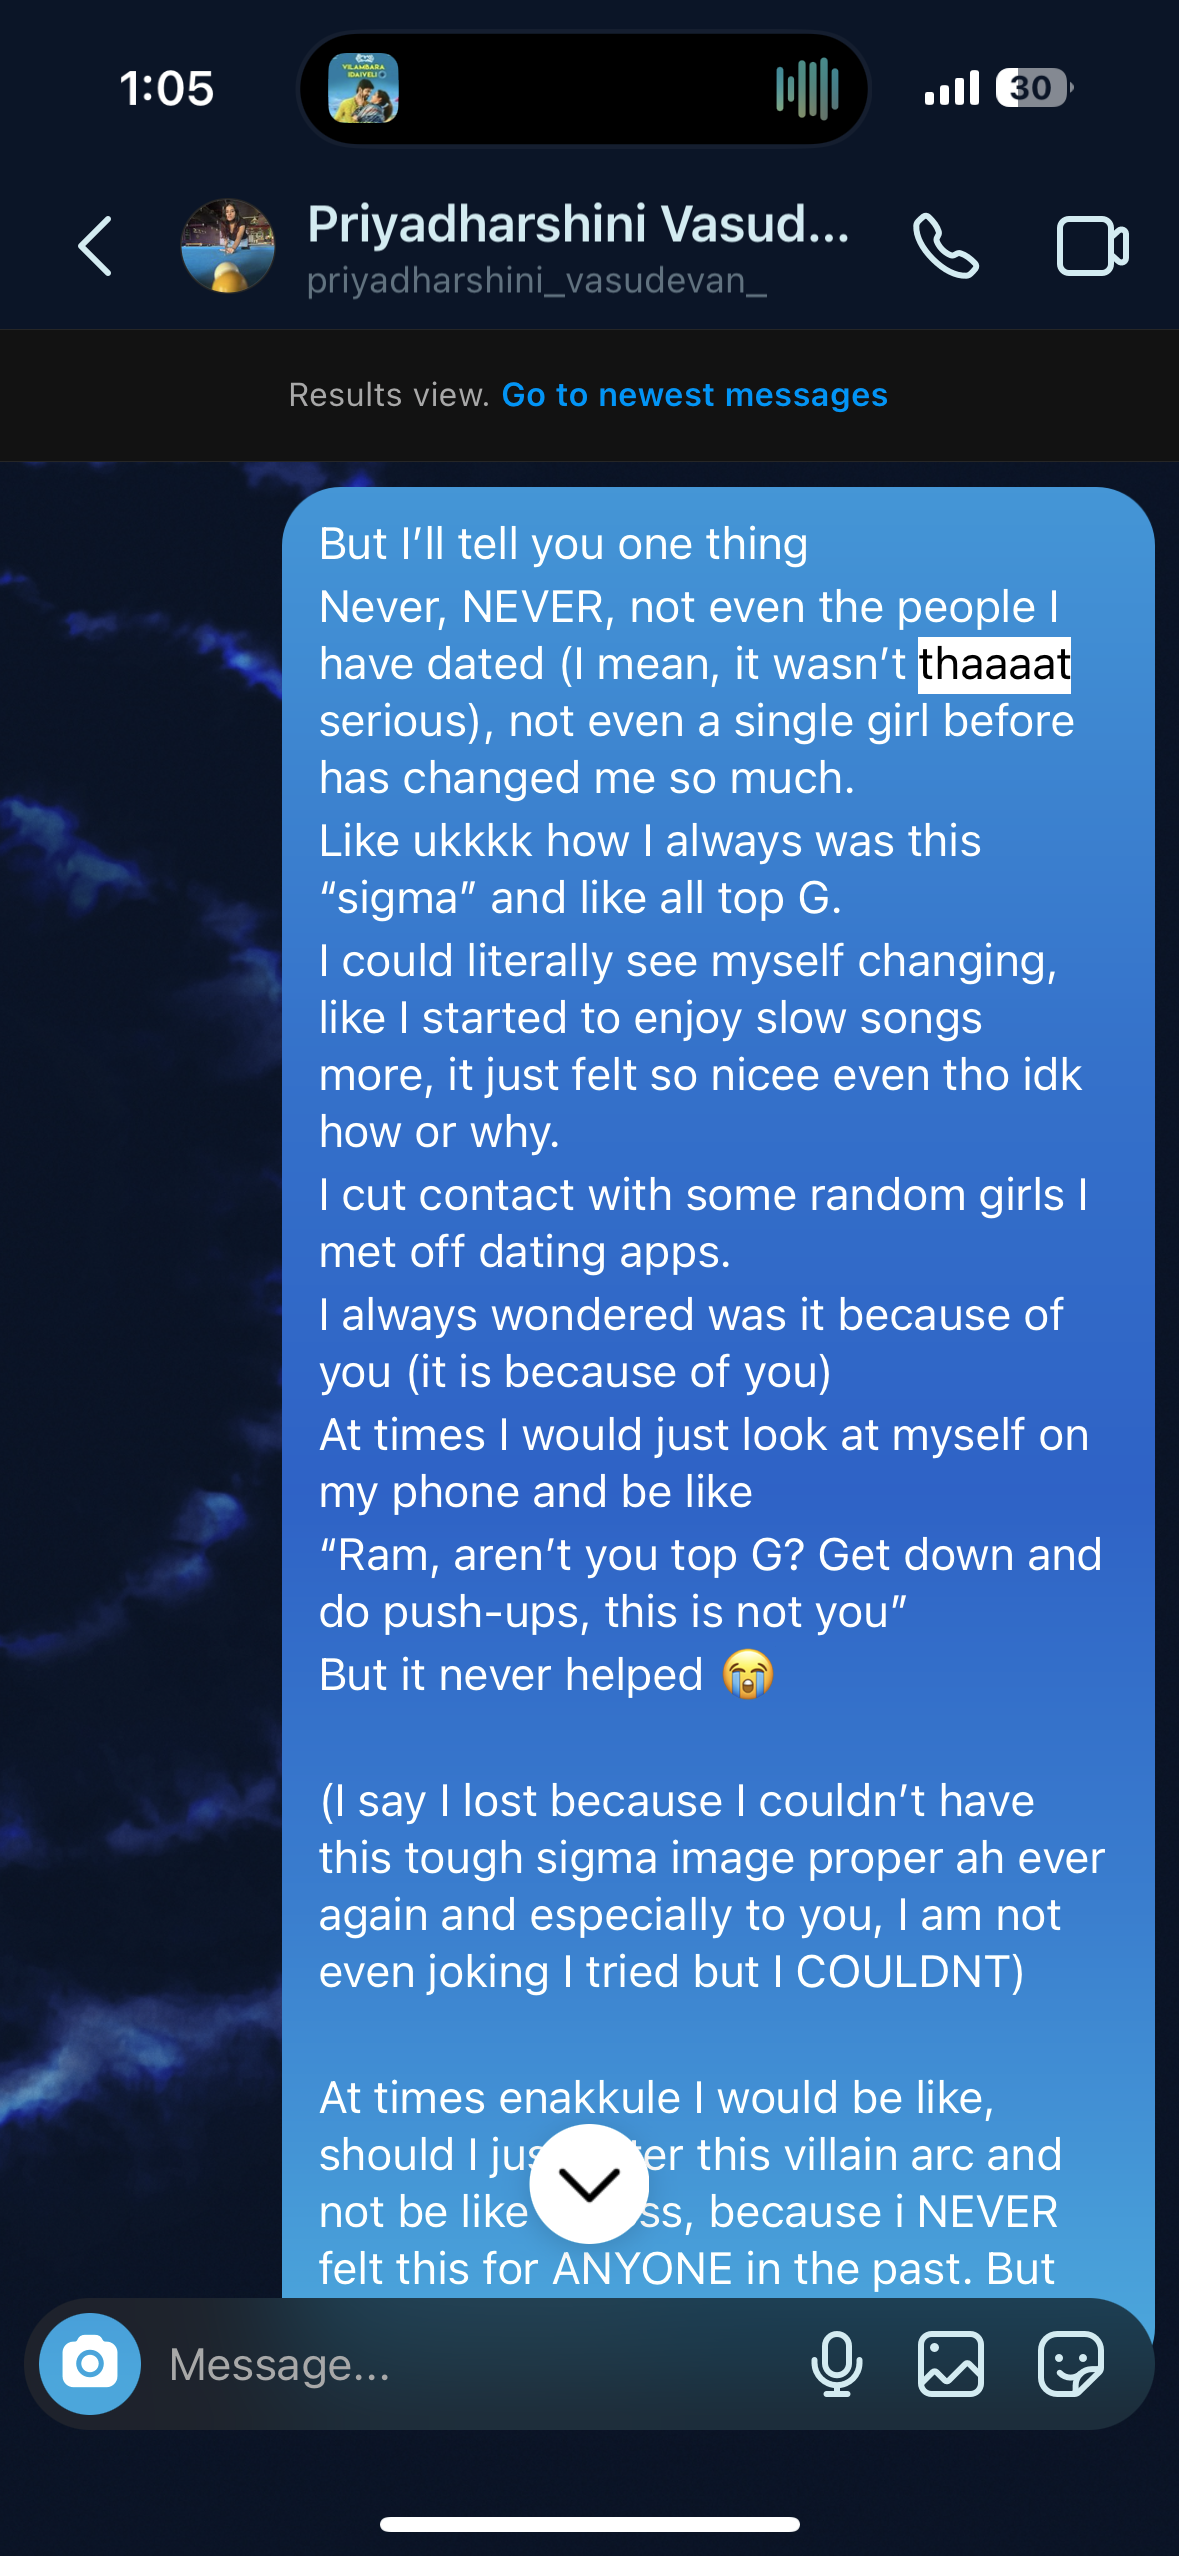 1:05
VILAMBARA
IDAIVELI
30
Priyadharshini Vasud...
priyadharshini_vasudevan_
Results view. Go to newest messages
But I’ll tell you one thing
Never, NEVER, not even the people I
have dated (I mean, it wasn’t thaaaat
serious), not even a single girl before
has changed me so much.
Like ukkkk how I always was this
“sigma” and like all top G.
I could literally see myself changing,
like I started to enjoy slow songs
more, it just felt so nicee even tho idk
how or why.
I cut contact with some random girls I
met off dating apps.
I always wondered was it because of
you (it is because of you)
At times I would just look at myself on
my phone and be like
“Ram, aren’t you top G? Get down and
do push-ups, this is not you”
But it never helped 😭
(I say I lost because I couldn’t have
this tough sigma image proper ah ever
again and especially to you, I am not
even joking I tried but I COULDNT)
At times enakkule I would be like,
should I this villain arc and
not be like because i NEVER
felt this for ANYONE in the past. But
Message...